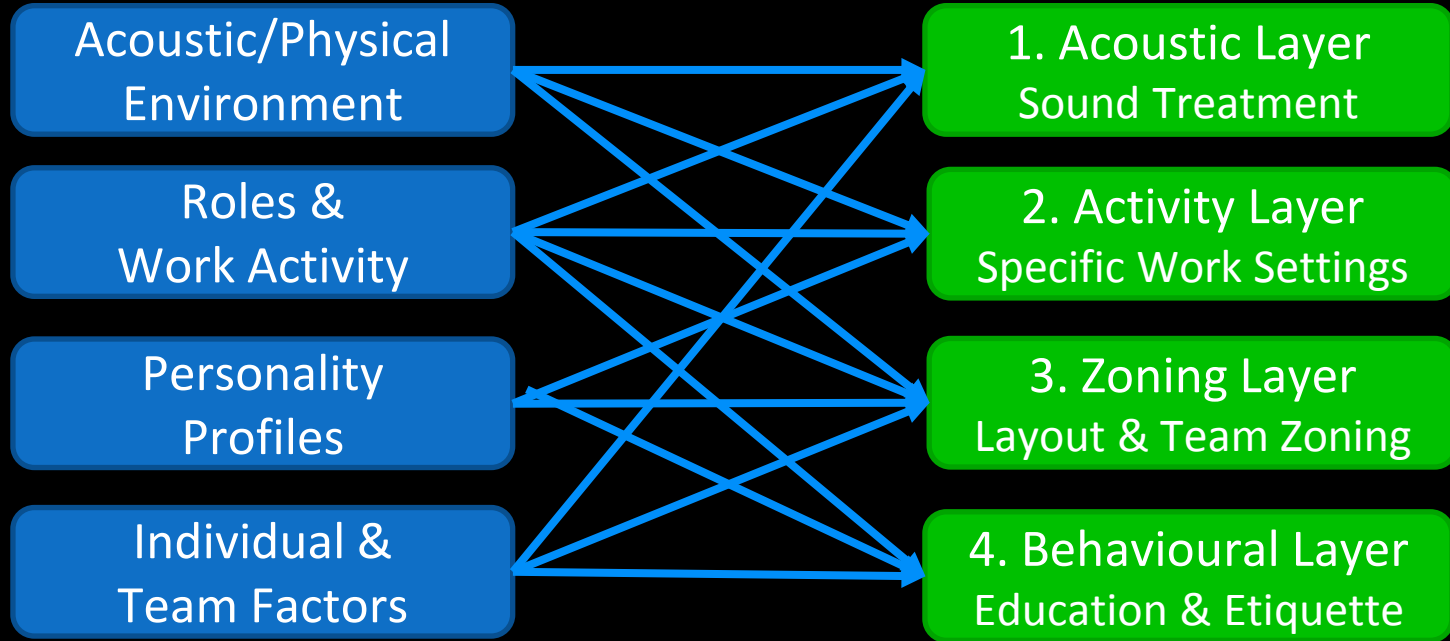 Acoustic/Physical
Environment
Roles &
Work Activity
Personality
Profiles
Individual &
Team Factors
1. Acoustic Layer
Sound Treatment
2. Activity Layer
Specific Work Settings
3. Zoning Layer
Layout & Team Zoning
4. Behavioural Layer
Education & Etiquette